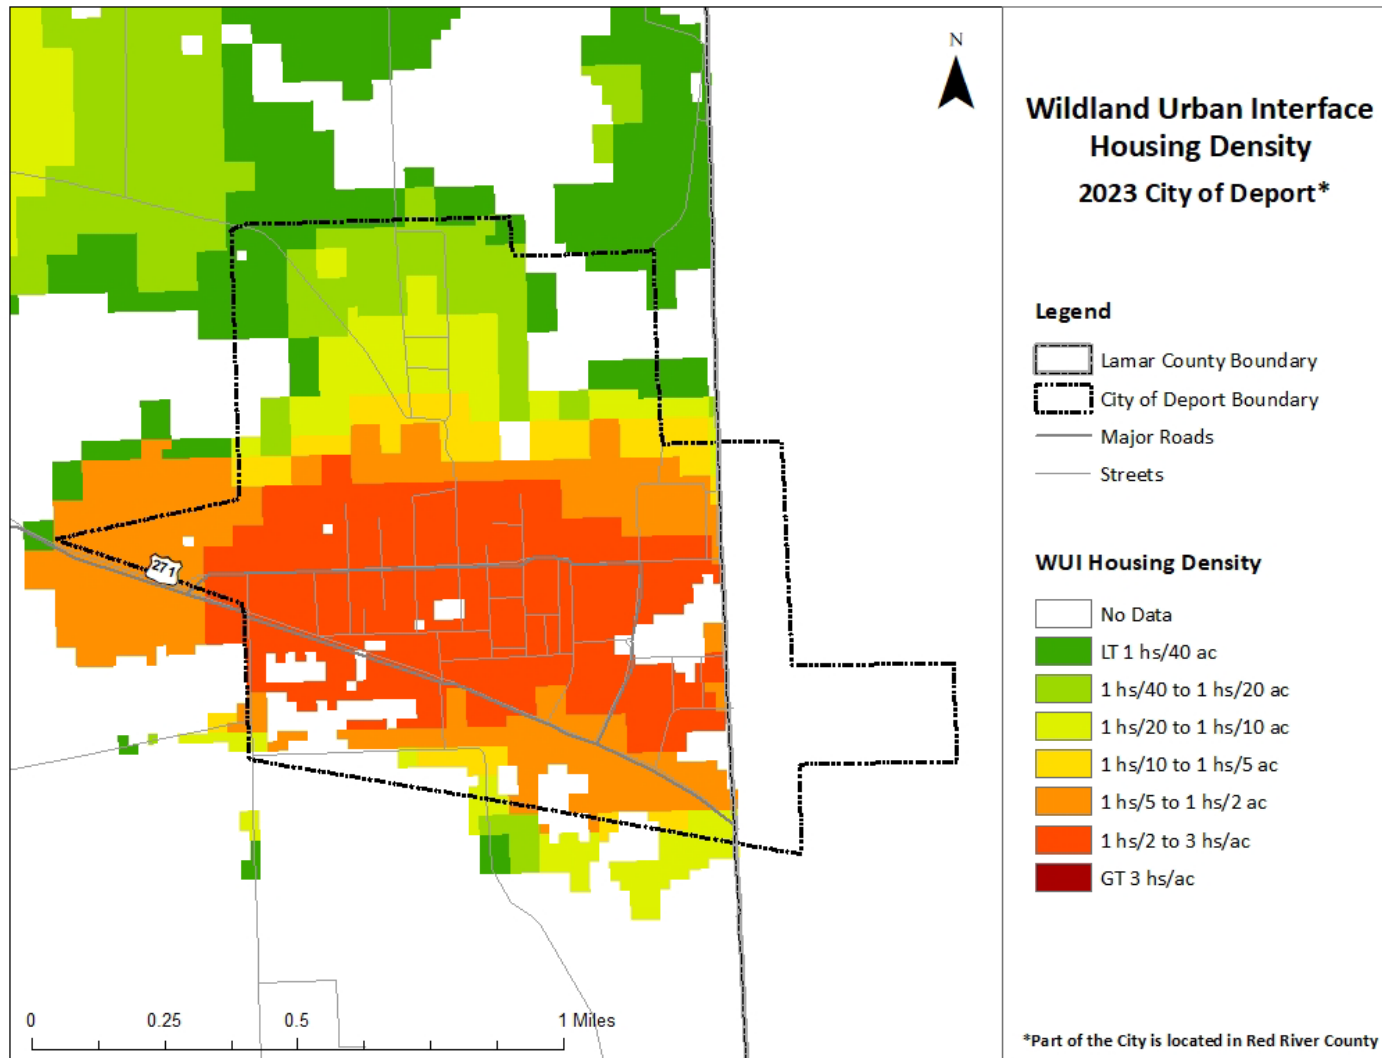 N
Wildland Urban Interface
Housing Density
2023 City of Deport*
Legend
Lamar County Boundary
City of Deport Boundary
Major Roads
Streets
271
WUI Housing Density
No Data
LT 1 hs/40 ac
1 hs/40 to 1 hs/20 ac
1 hs/20 to 1 hs/10 ac
1 hs/10 to 1 hs/5 ac
1 hs/5 to 1 hs/2 ac
1 hs/2 to 3 hs/ac
GT 3 hs/ac
0 0.25 0.5 1 Miles
*Part of the City is located in Red River County